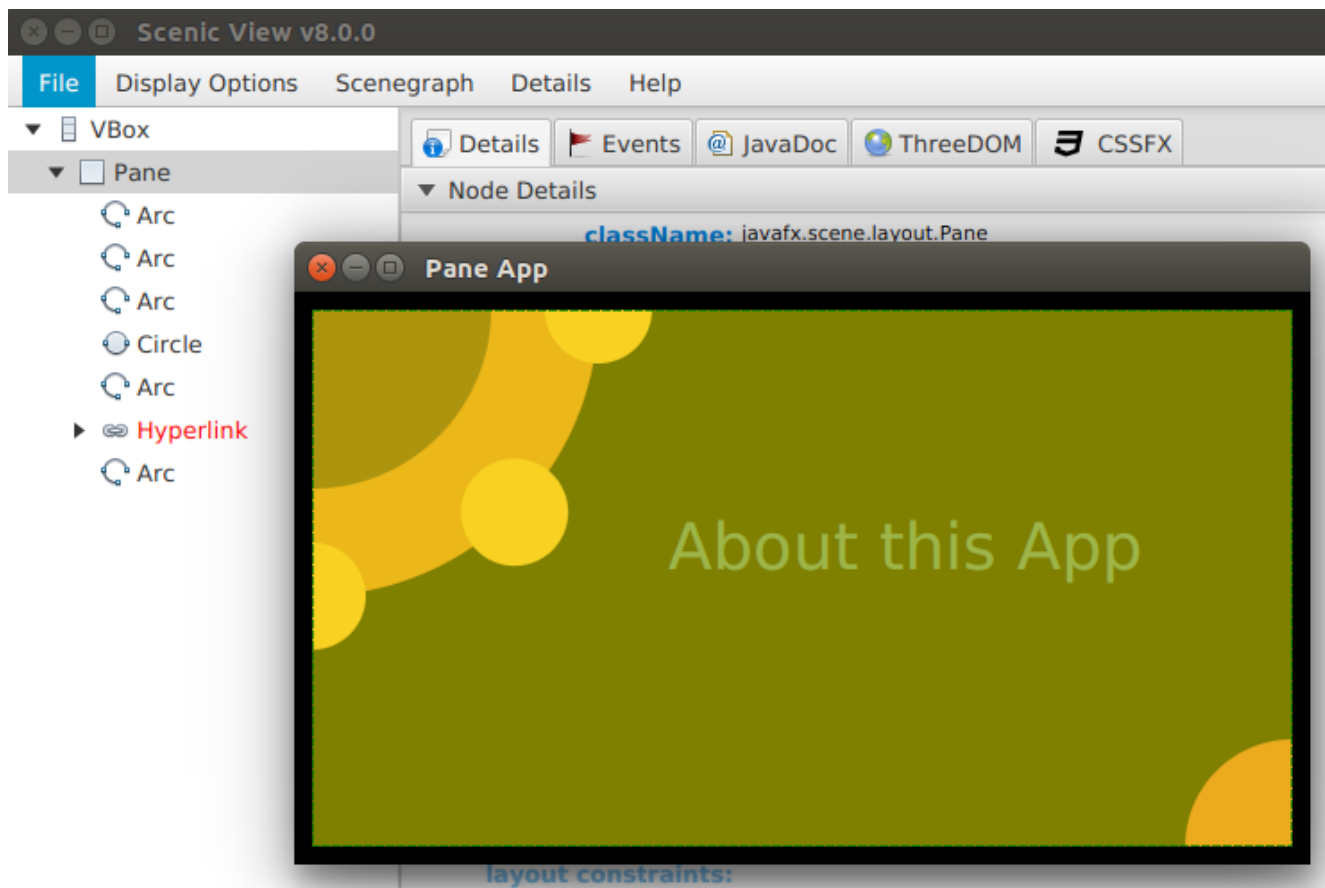 Scenic View v8.0.0
File Display Options Scenegraph Details Help
VBox
Pane
Arc
Arc
Arc
Circle
Arc
Hyperlink
Arc
Details Events JavaDoc ThreeDOM CSSFX
Node Details
className: javafx.scene.layout.Pane
Pane App
About this App
layout constraints: